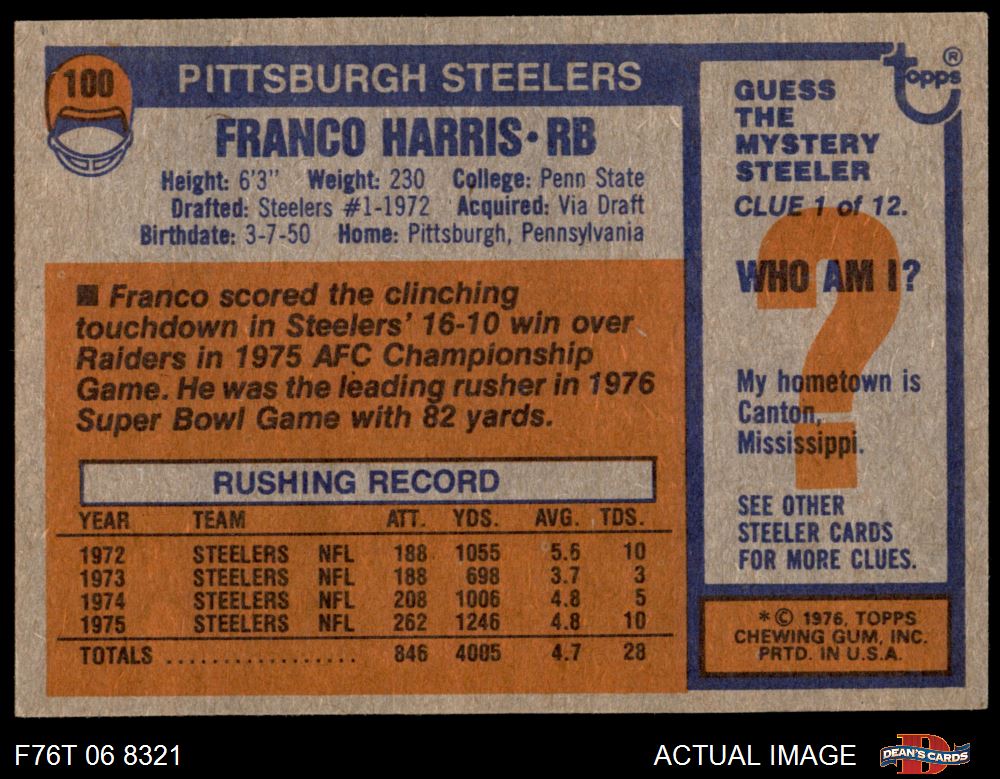 100
PITTSBURGH STEELERS
FRANCO HARRIS • RB
Height: 6'3" Weight: 230 College: Penn State
Drafted: Steelers #1-1972 Acquired: Via Draft
Birthdate: 3-7-50 Home: Pittsburgh, Pennsylvania
■ Franco scored the clinching
touchdown in Steelers' 16-10 win over
Raiders in 1975 AFC Championship
Game. He was the leading rusher in 1976
Super Bowl Game with 82 yards.
RUSHING RECORD
YEAR TEAM ATT. YDS. AVG. TDS.
1972 STEELERS NFL 188 1055 5.6 10
1973 STEELERS NFL 188 698 3.7 3
1974 STEELERS NFL 208 1006 4.8 5
1975 STEELERS NFL 262 1246 4.8 10
TOTALS .................. 846 4005 4.7 28
topps ®
GUESS
THE
MYSTERY
STEELER
CLUE 1 of 12.
?
WHO AM I?
My hometown is
Canton,
Mississippi.
SEE OTHER
STEELER CARDS
FOR MORE CLUES.
* © 1976, TOPPS
CHEWING GUM, INC.
PRTD. IN U.S.A.
F76T 06 8321
ACTUAL IMAGE
D
DEAN'S CARDS